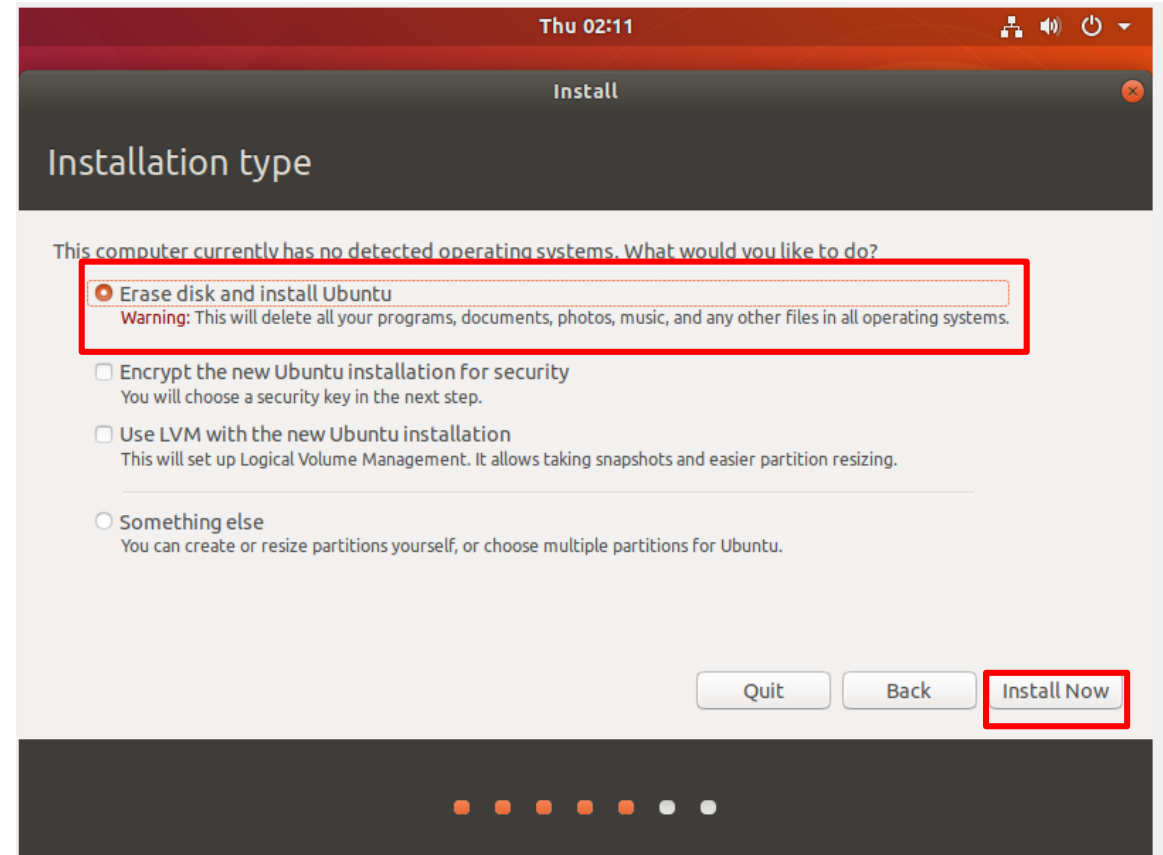 Thu 02:11
Install
Installation type
This computer currently has no detected operating systems. What would you like to do?
Erase disk and install Ubuntu
Warning: This will delete all your programs, documents, photos, music, and any other files in all operating systems.
Encrypt the new Ubuntu installation for security
You will choose a security key in the next step.
Use LVM with the new Ubuntu installation
This will set up Logical Volume Management. It allows taking snapshots and easier partition resizing.
Something else
You can create or resize partitions yourself, or choose multiple partitions for Ubuntu.
Quit Back Install Now